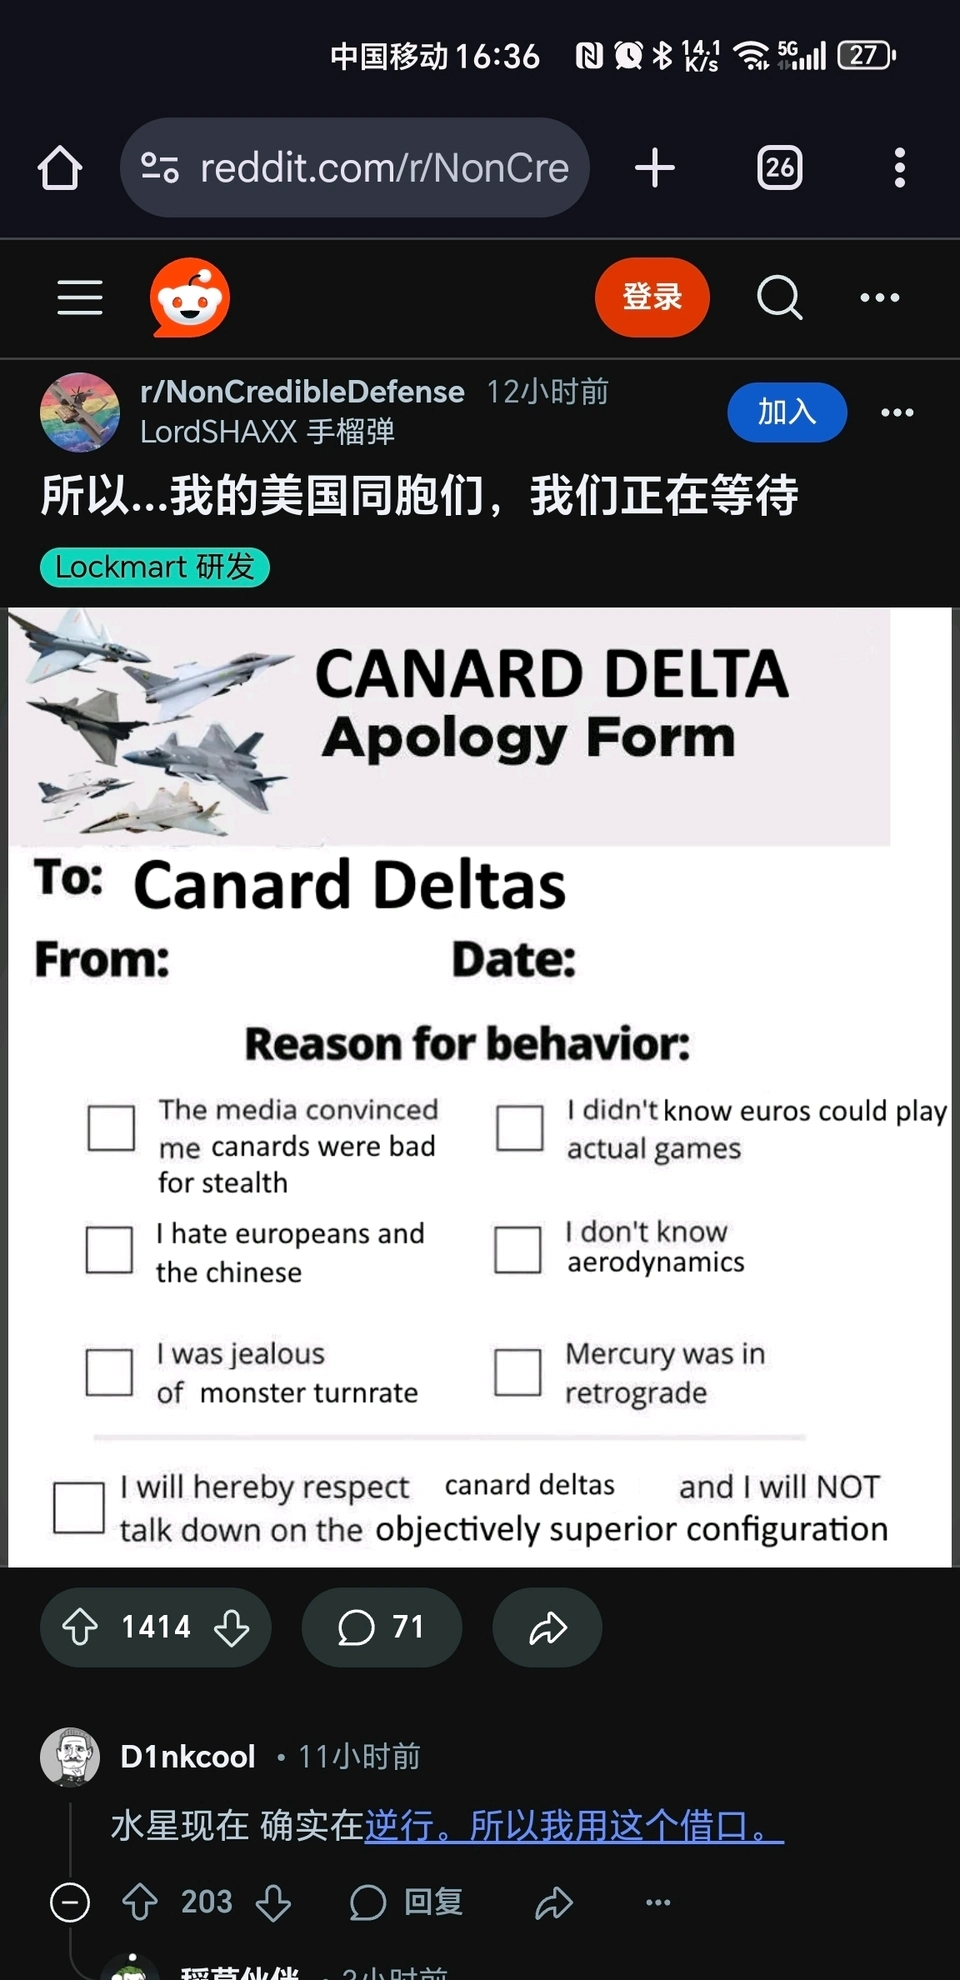 中国移动 16:36 14.1 K/s 5G 27
reddit.com/r/NonCre 26
登录
r/NonCredibleDefense 12小时前
LordSHAXX 手榴弹
加入
所以...我的美国同胞们，我们正在等待
Lockmart 研发
CANARD DELTA
Apology Form
To: Canard Deltas
From: Date:
Reason for behavior:
The media convinced
me canards were bad
for stealth
I didn't know euros could play
actual games
I hate europeans and
the chinese
I don't know
aerodynamics
I was jealous
of monster turnrate
Mercury was in
retrograde
I will hereby respect canard deltas and I will NOT
talk down on the objectively superior configuration
1414 71
D1nkcool • 11小时前
水星现在 确实在逆行。所以我用这个借口。
203 回复